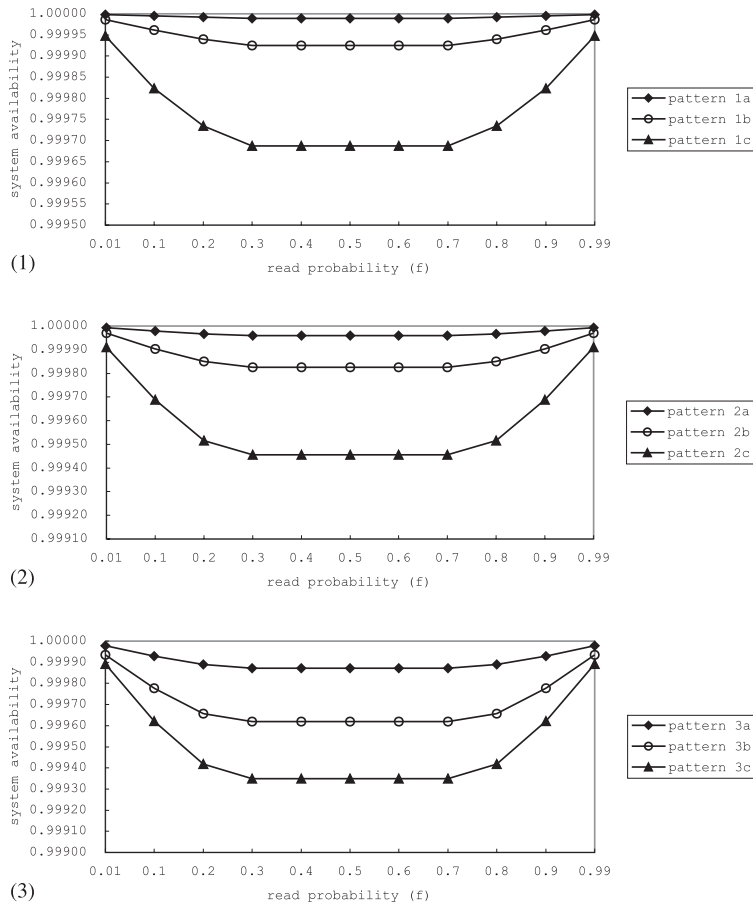 1.00000
0.99995
0.99990
0.99985
0.99980
0.99975
0.99970
0.99965
0.99960
0.99955
0.99950
system availability
0.01 0.1 0.2 0.3 0.4 0.5 0.6 0.7 0.8 0.9 0.99
read probability (f)
pattern 1a
pattern 1b
pattern 1c
(1)
1.00000
0.99990
0.99980
0.99970
0.99960
0.99950
0.99940
0.99930
0.99920
0.99910
system availability
0.01 0.1 0.2 0.3 0.4 0.5 0.6 0.7 0.8 0.9 0.99
read probability (f)
pattern 2a
pattern 2b
pattern 2c
(2)
1.00000
0.99990
0.99980
0.99970
0.99960
0.99950
0.99940
0.99930
0.99920
0.99910
0.99900
system availability
0.01 0.1 0.2 0.3 0.4 0.5 0.6 0.7 0.8 0.9 0.99
read probability (f)
pattern 3a
pattern 3b
pattern 3c
(3)